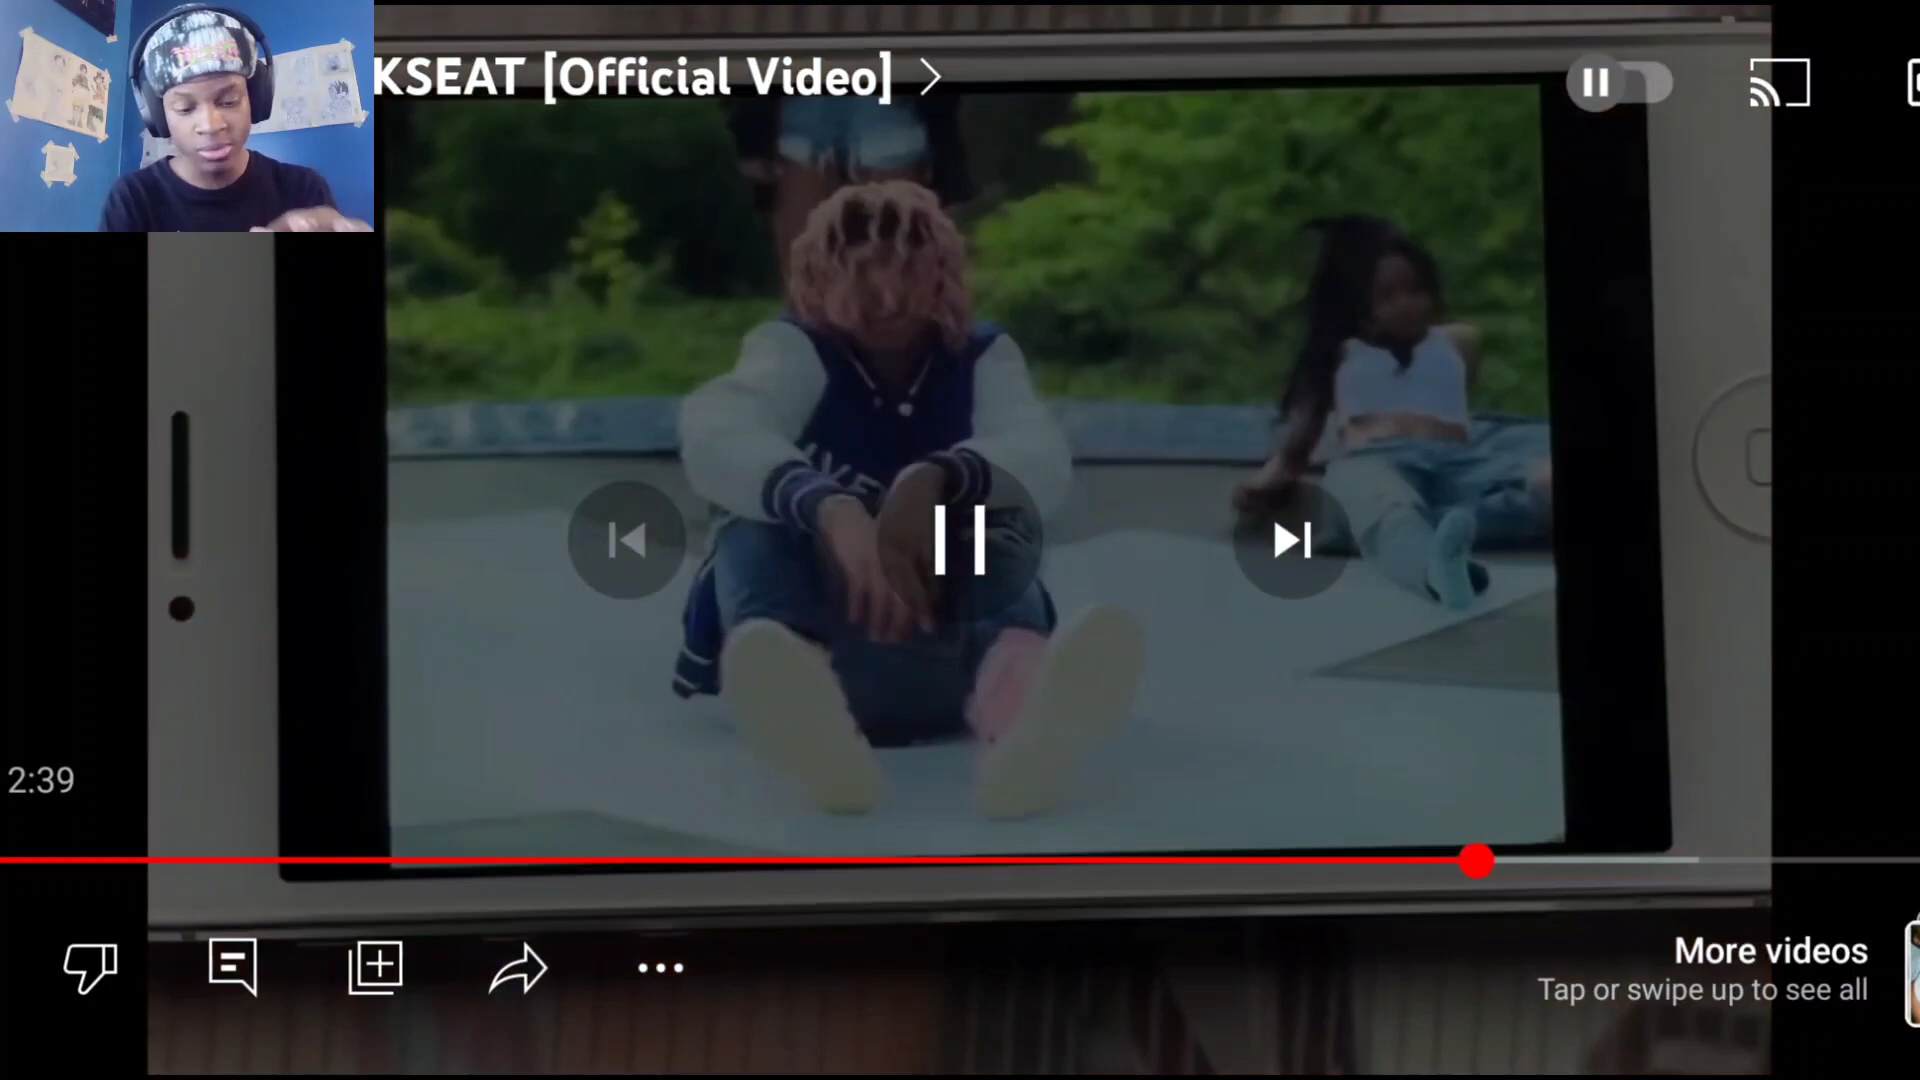 KSEAT [Official Video]
2:39
More videos
Tap or swipe up to see all